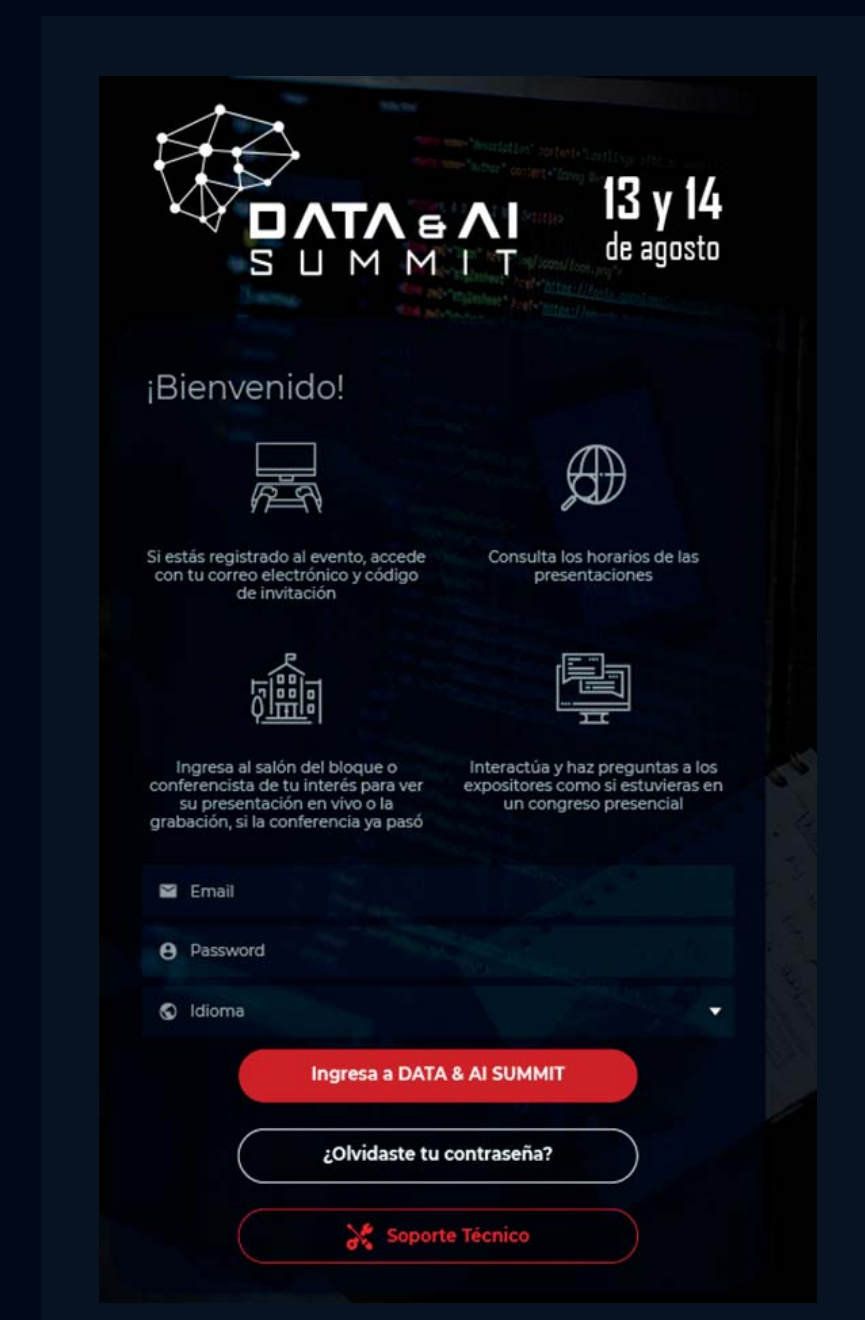 DATA & AI
SUMMIT
13 y 14
de agosto
¡Bienvenido!
Si estás registrado al evento, accede
con tu correo electrónico y código
de invitación
Consulta los horarios de las
presentaciones
Ingresa al salón del bloque o
conferencista de tu interés para ver
su presentación en vivo o la
grabación, si la conferencia ya pasó
Interactúa y haz preguntas a los
expositores como si estuvieras en
un congreso presencial
Email
Password
Idioma
Ingresa a DATA & AI SUMMIT
¿Olvidaste tu contraseña?
Soporte Técnico